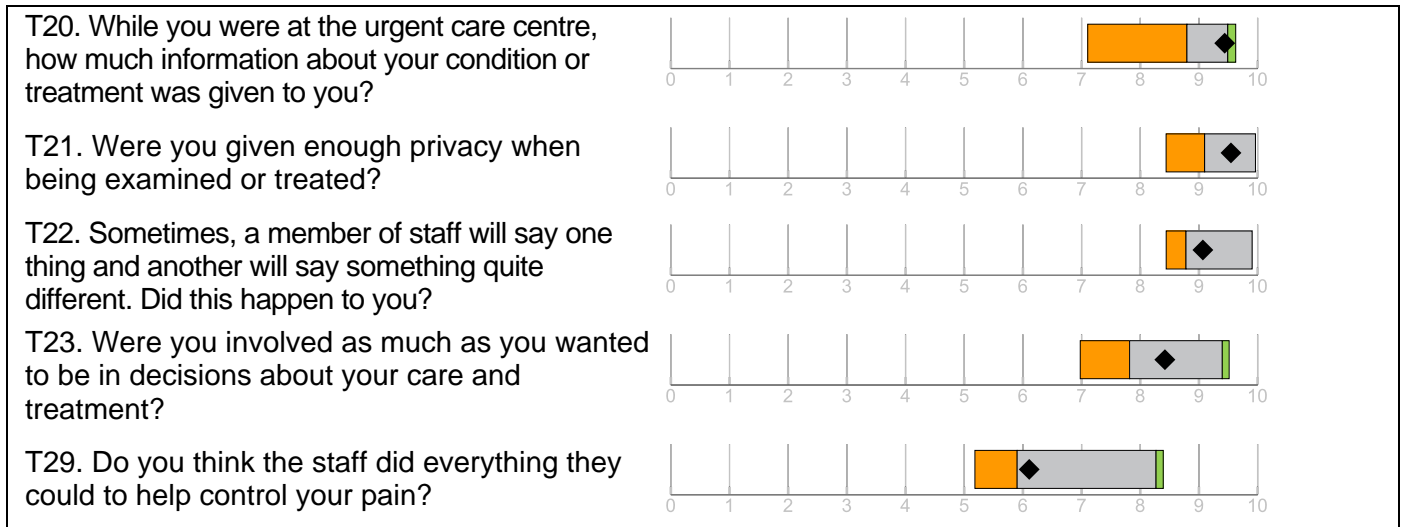 T20. While you were at the urgent care centre,
how much information about your condition or
treatment was given to you?
0 1 2 3 4 5 6 7 8 9 10
T21. Were you given enough privacy when
being examined or treated?
0 1 2 3 4 5 6 7 8 9 10
T22. Sometimes, a member of staff will say one
thing and another will say something quite
different. Did this happen to you?
0 1 2 3 4 5 6 7 8 9 10
T23. Were you involved as much as you wanted
to be in decisions about your care and
treatment?
0 1 2 3 4 5 6 7 8 9 10
T29. Do you think the staff did everything they
could to help control your pain?
0 1 2 3 4 5 6 7 8 9 10